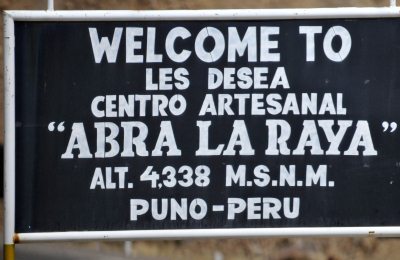 WELCOME TO
LES DESEA
CENTRO ARTESANAL
"ABRA LA RAYA"
ALT. 4,338 M.S.N.M.
PUNO-PERU